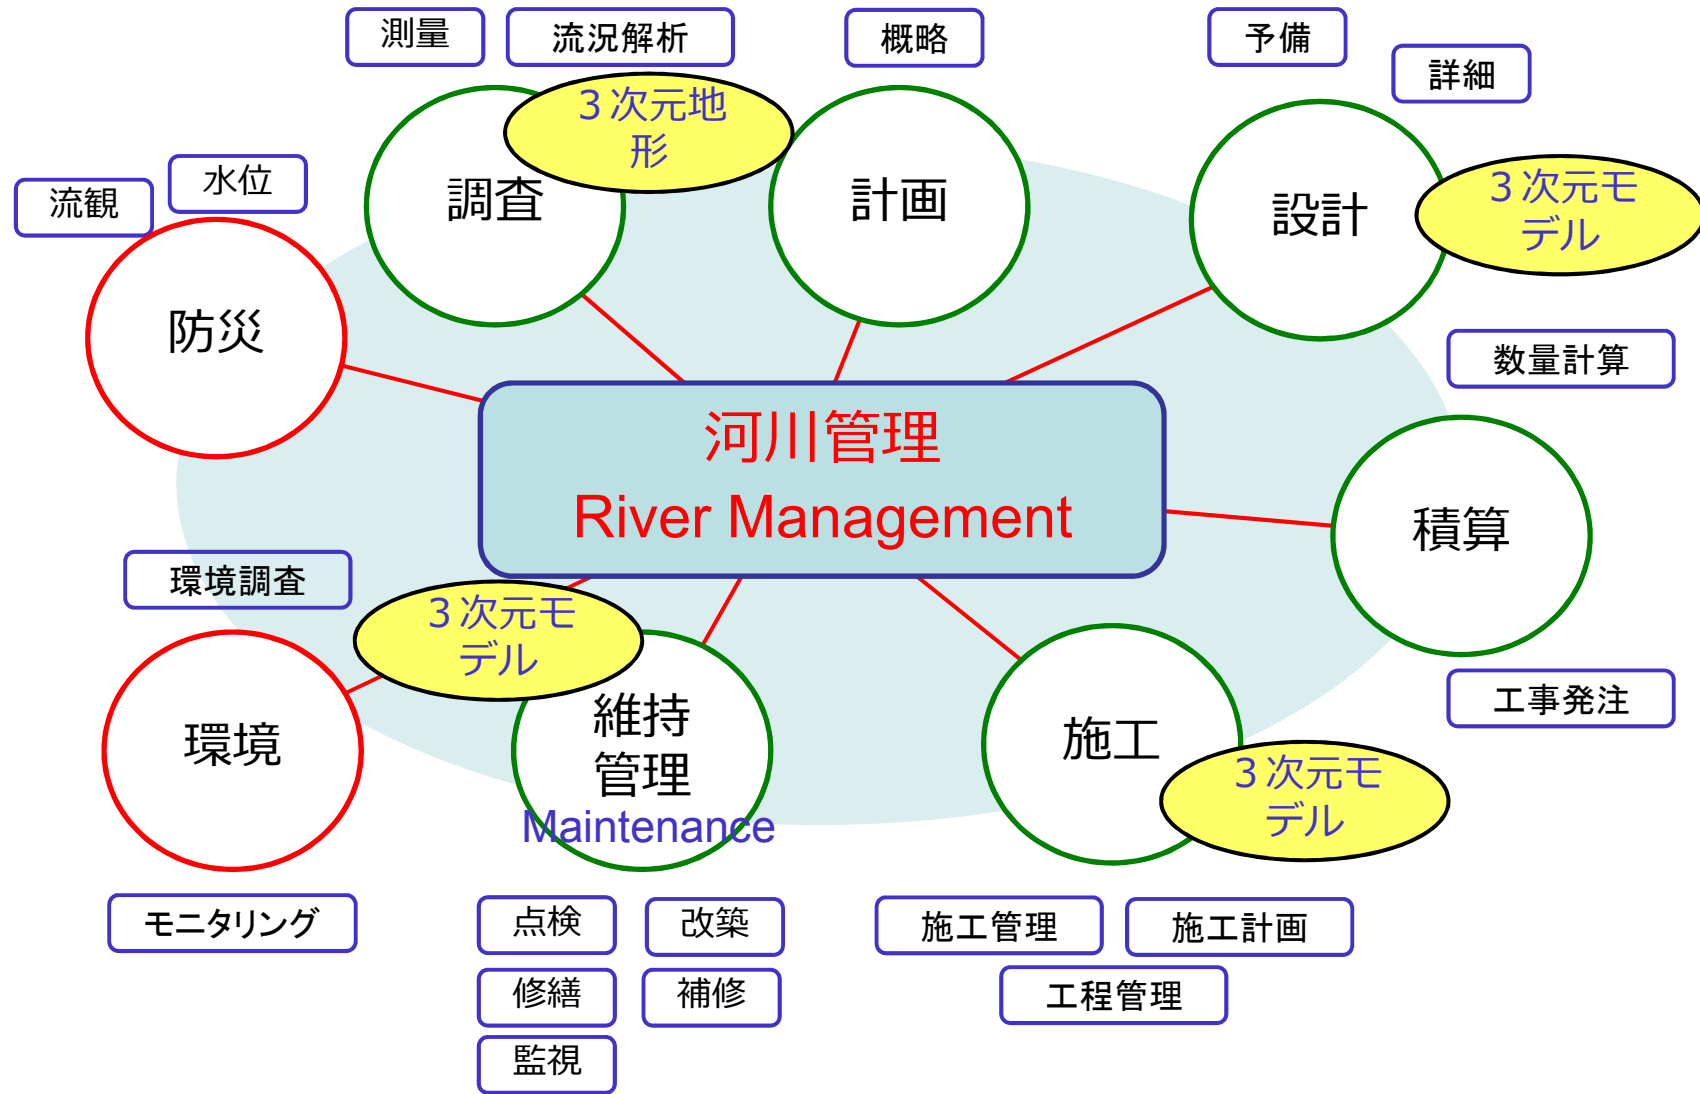 測量
流況解析
概略
予備
詳細
３次元地
形
調査
計画
設計
３次元モ
デル
流観
水位
防災
数量計算
河川管理
River Management
積算
環境調査
３次元モ
デル
工事発注
環境
維持
管理
Maintenance
施工
３次元モ
デル
モニタリング
点検
改築
修繕
補修
監視
施工管理
施工計画
工程管理